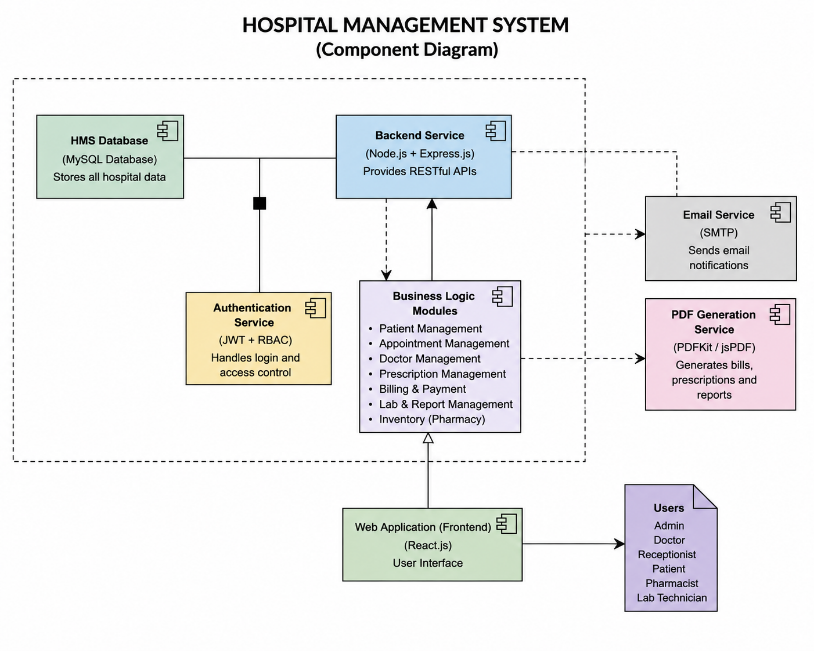 HOSPITAL MANAGEMENT SYSTEM
(Component Diagram)
HMS Database
(MySQL Database)
Stores all hospital data
Backend Service
(Node.js + Express.js)
Provides RESTful APIs
Email Service
(SMTP)
Sends email
notifications
Authentication
Service
(JWT + RBAC)
Handles login and
access control
Business Logic
Modules
• Patient Management
• Appointment Management
• Doctor Management
• Prescription Management
• Billing & Payment
• Lab & Report Management
• Inventory (Pharmacy)
PDF Generation
Service
(PDFKit / jsPDF)
Generates bills,
prescriptions and
reports
Web Application (Frontend)
(React.js)
User Interface
Users
Admin
Doctor
Receptionist
Patient
Pharmacist
Lab Technician